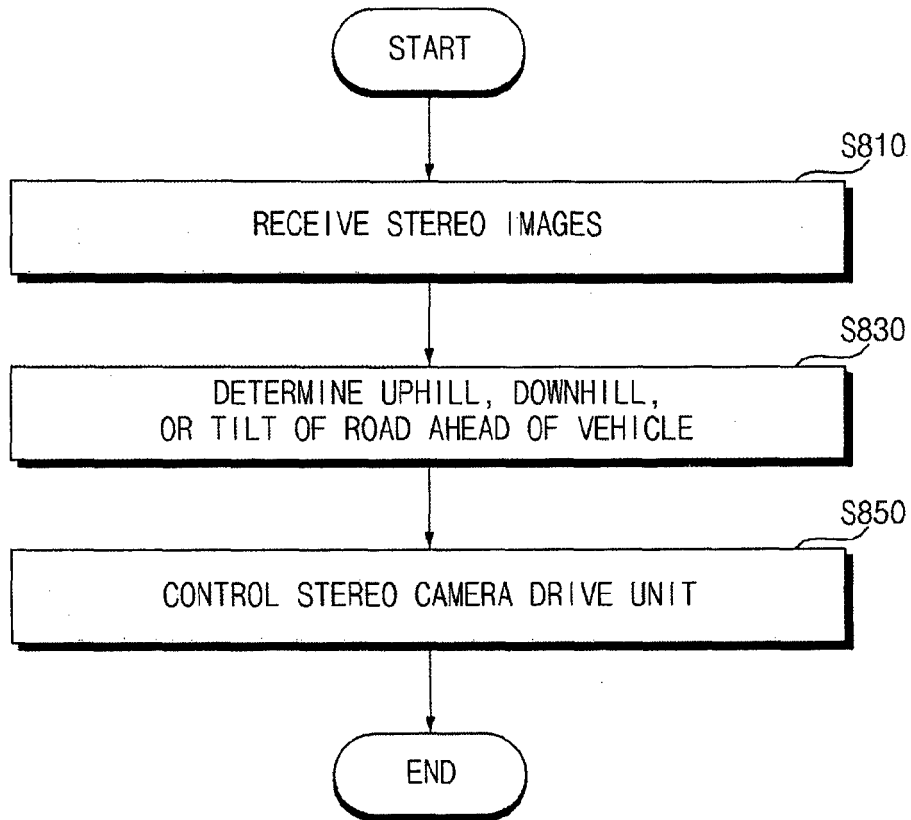 START
S810
RECEIVE STEREO IMAGES
S830
DETERMINE UPHILL, DOWNHILL,
OR TILT OF ROAD AHEAD OF VEHICLE
S850
CONTROL STEREO CAMERA DRIVE UNIT
END